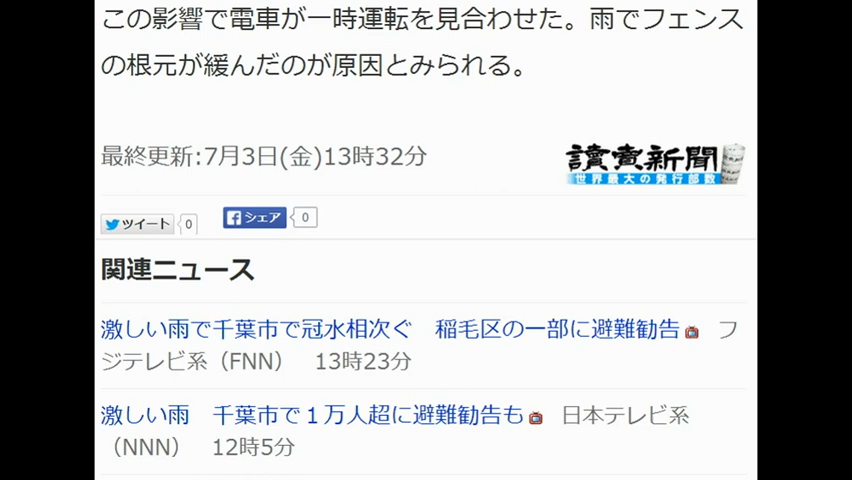 この影響で電車が一時運転を見合わせた。雨でフェンス
の根元が緩んだのが原因とみられる。
最終更新:7月3日(金)13時32分
讀賣新聞
世界最大の発行部数
ツイート 0 シェア 0
関連ニュース
激しい雨で千葉市で冠水相次ぐ　稲毛区の一部に避難勧告 フ
ジテレビ系（FNN）　13時23分
激しい雨　千葉市で１万人超に避難勧告も 日本テレビ系
（NNN）　12時5分